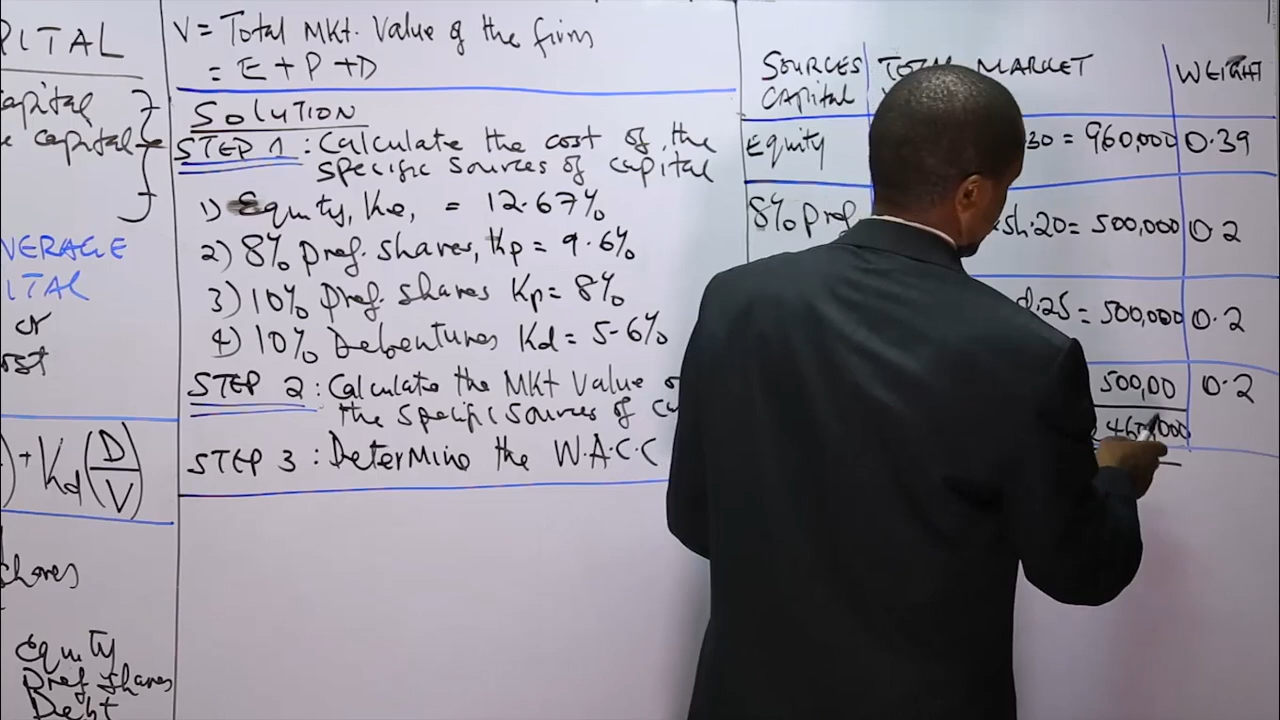 PITAL
apital
e capital
VERAGE
ITAL
or
ost
+ Kd (D/V)
shares
Equity
Pref shares
Debt
V = Total MKt. Value of the firm
= E + P + D
SOLUTION
STEP 1 : Calculate the cost of the
specific sources of capital
1) Equity, Ke, = 12.67%
2) 8% pref. shares, Kp = 9.6%
3) 10% pref. shares Kp = 8%
4) 10% Debentures Kd = 5.6%
STEP 2 : Calculate the MKt Value o
the specific sources of ca
STEP 3 : Determine the W.A.C.C
SOURCES TOTAL MARKET WEIGHT
CAPITAL
Equity 30 = 960,000 0.39
8% pref sh.20 = 500,000 0.2
25 = 500,000 0.2
500,00 0.2
000